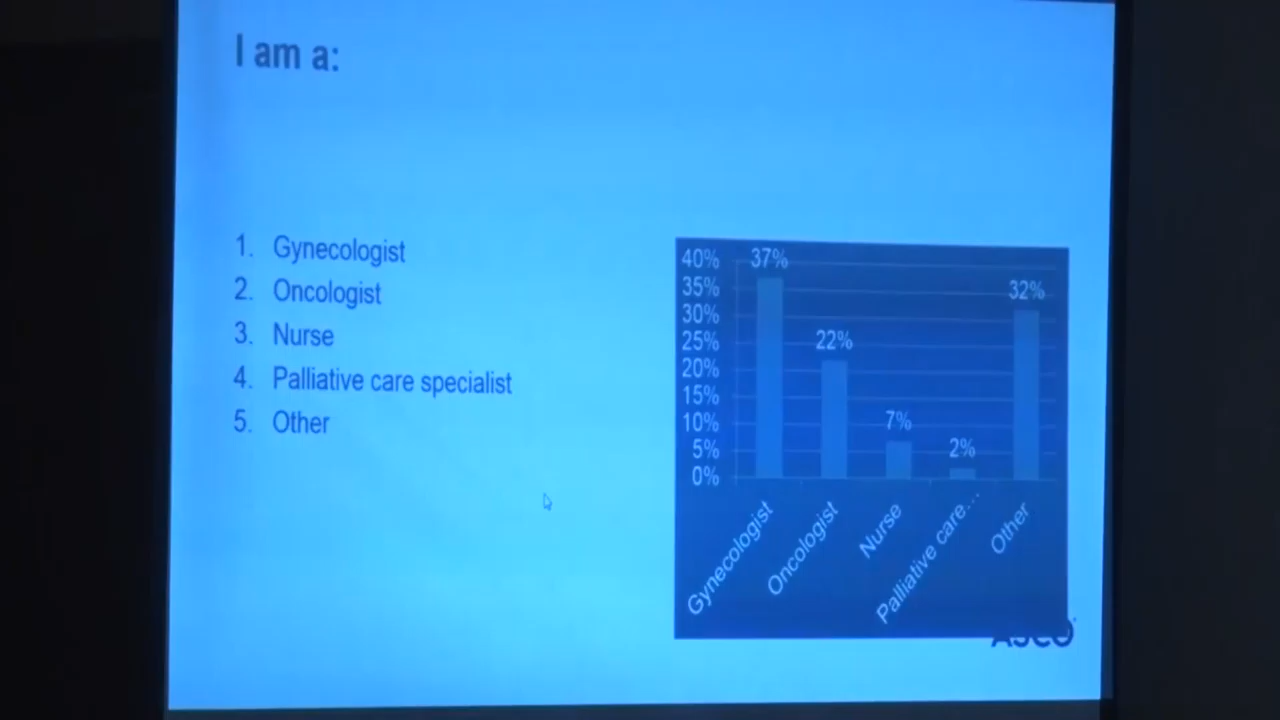 I am a:
1. Gynecologist
2. Oncologist
3. Nurse
4. Palliative care specialist
5. Other
40%
35%
30%
25%
20%
15%
10%
5%
0%
37%
22%
7%
2%
32%
Gynecologist
Oncologist
Nurse
Palliative care...
Other
ASCO